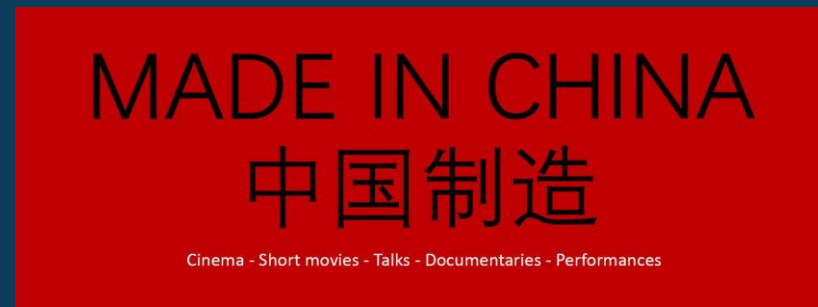 MADE IN CHINA
中国制造
Cinema - Short movies - Talks - Documentaries - Performances